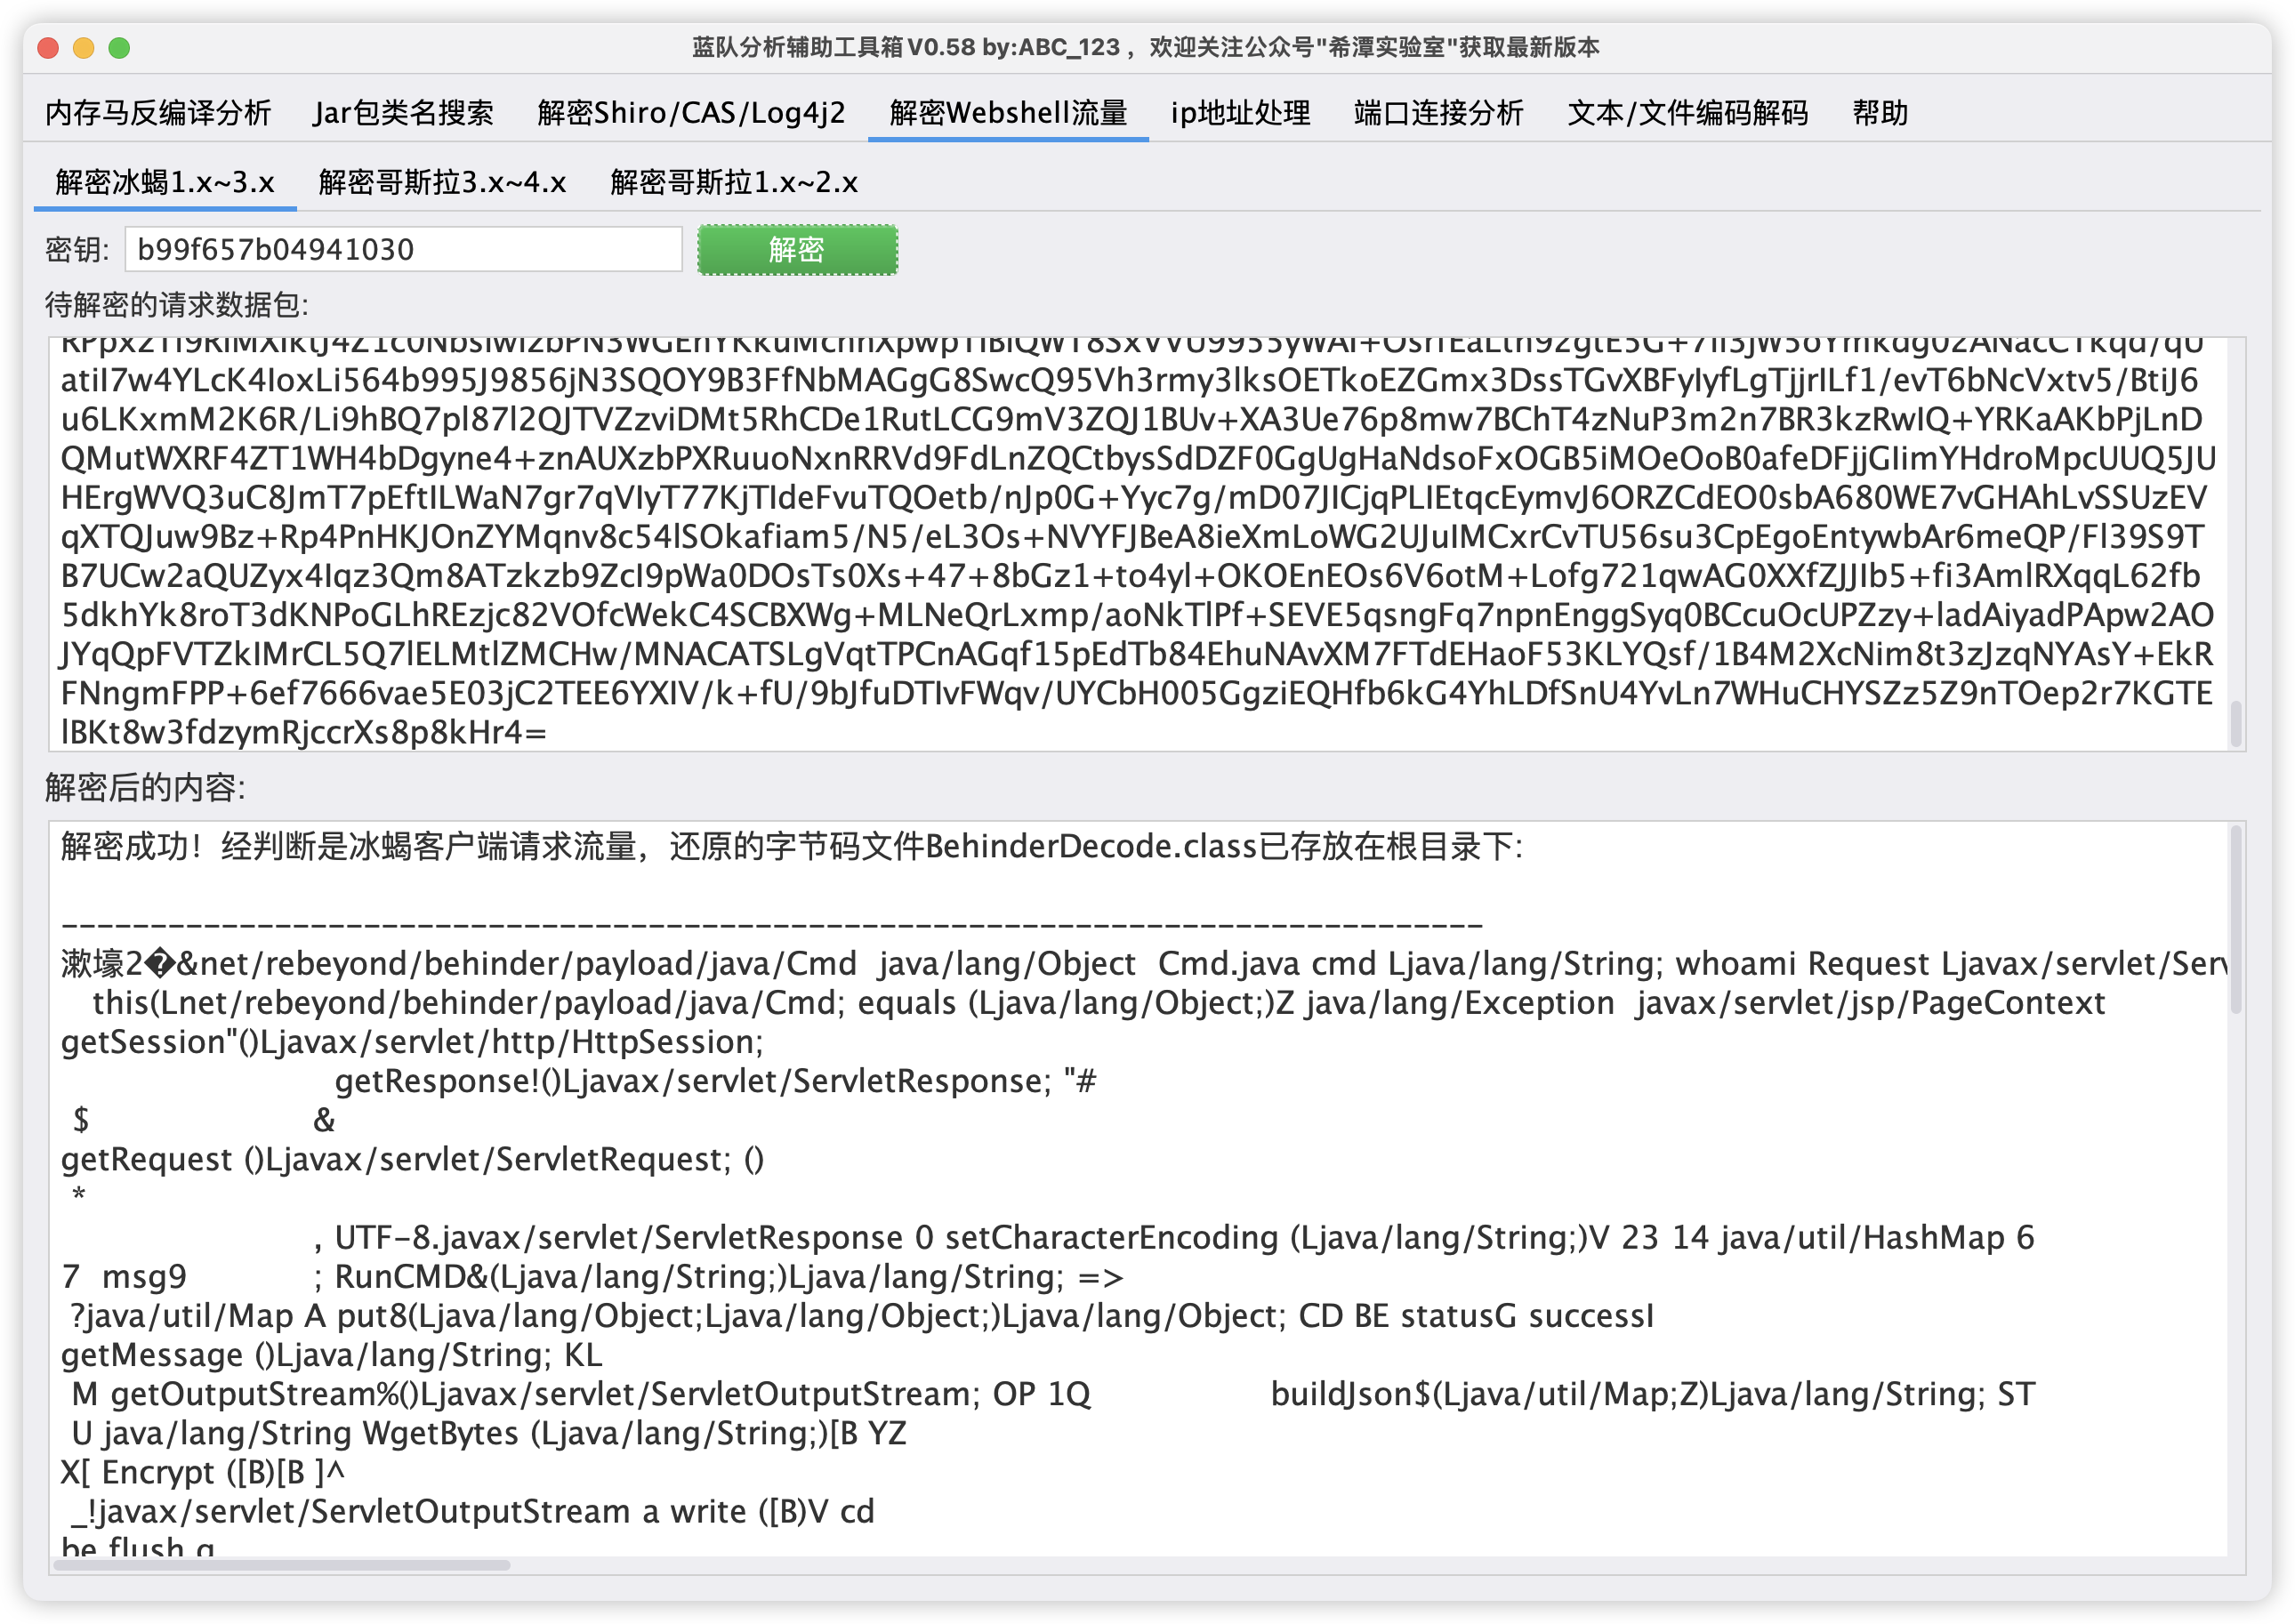 蓝队分析辅助工具箱V0.58 by:ABC_123 ，欢迎关注公众号"希潭实验室"获取最新版本
内存马反编译分析 Jar包类名搜索 解密Shiro/CAS/Log4j2 解密Webshell流量 ip地址处理 端口连接分析 文本/文件编码解码 帮助
解密冰蝎1.x~3.x 解密哥斯拉3.x~4.x 解密哥斯拉1.x~2.x
密钥: b99f657b04941030 解密
待解密的请求数据包:
atiI7w4YLcK4IoxLi564b995J9856jN3SQOY9B3FfNbMAGgG8SwcQ95Vh3rmy3lksOETkoEZGmx3DssTGvXBFyIyfLgTjjrILf1/evT6bNcVxtv5/BtiJ6
u6LKxmM2K6R/Li9hBQ7pl87l2QJTVZzviDMt5RhCDe1RutLCG9mV3ZQJ1BUv+XA3Ue76p8mw7BChT4zNuP3m2n7BR3kzRwIQ+YRKaAKbPjLnD
QMutWXRF4ZT1WH4bDgyne4+znAUXzbPXRuuoNxnRRVd9FdLnZQCtbysSdDZF0GgUgHaNdsoFxOGB5iMOeOoB0afeDFjjGIimYHdroMpcUUQ5JU
HErgWVQ3uC8JmT7pEftILWaN7gr7qVIyT77KjTIdeFvuTQOetb/nJp0G+Yyc7g/mD07JICjqPLIEtqcEymvJ6ORZCdEO0sbA680WE7vGHAhLvSSUzEV
qXTQJuw9Bz+Rp4PnHKJOnZYMqnv8c54lSOkafiam5/N5/eL3Os+NVYFJBeA8ieXmLoWG2UJuIMCxrCvTU56su3CpEgoEntywbAr6meQP/Fl39S9T
B7UCw2aQUZyx4Iqz3Qm8ATzkzb9ZcI9pWa0DOsTs0Xs+47+8bGz1+to4yl+OKOEnEOs6V6otM+Lofg721qwAG0XXfZJJIb5+fi3AmlRXqqL62fb
5dkhYk8roT3dKNPoGLhREzjc82VOfcWekC4SCBXWg+MLNeQrLxmp/aoNkTlPf+SEVE5qsngFq7npnEnggSyq0BCcuOcUPZzy+ladAiyadPApw2AO
JYqQpFVTZkIMrCL5Q7lELMtlZMCHw/MNACATSLgVqtTPCnAGqf15pEdTb84EhuNAvXM7FTdEHaoF53KLYQsf/1B4M2XcNim8t3zJzqNYAsY+EkR
FNngmFPP+6ef7666vae5E03jC2TEE6YXIV/k+fU/9bJfuDTIvFWqv/UYCbH005GgziEQHfb6kG4YhLDfSnU4YvLn7WHuCHYSZz5Z9nTOep2r7KGTE
lBKt8w3fdzymRjccrXs8p8kHr4=
解密后的内容:
解密成功！经判断是冰蝎客户端请求流量，还原的字节码文件BehinderDecode.class已存放在根目录下:
--------------------------------------------------------------------------------
漱壕2�&net/rebeyond/behinder/payload/java/Cmd java/lang/Object Cmd.java cmd Ljava/lang/String; whoami Request Ljavax/servlet/Serv
this(Lnet/rebeyond/behinder/payload/java/Cmd; equals (Ljava/lang/Object;)Z java/lang/Exception javax/servlet/jsp/PageContext
getSession"()Ljavax/servlet/http/HttpSession;
getResponse!()Ljavax/servlet/ServletResponse; "#
$ &
getRequest ()Ljavax/servlet/ServletRequest; ()
*
, UTF-8.javax/servlet/ServletResponse 0 setCharacterEncoding (Ljava/lang/String;)V 23 14 java/util/HashMap 6
7 msg9 ; RunCMD&(Ljava/lang/String;)Ljava/lang/String; =>
?java/util/Map A put8(Ljava/lang/Object;Ljava/lang/Object;)Ljava/lang/Object; CD BE statusG successI
getMessage ()Ljava/lang/String; KL
M getOutputStream%()Ljavax/servlet/ServletOutputStream; OP 1Q buildJson$(Ljava/util/Map;Z)Ljava/lang/String; ST
U java/lang/String WgetBytes (Ljava/lang/String;)[B YZ
X[ Encrypt ([B)[B ]^
_!javax/servlet/ServletOutputStream a write ([B)V cd
be flush g